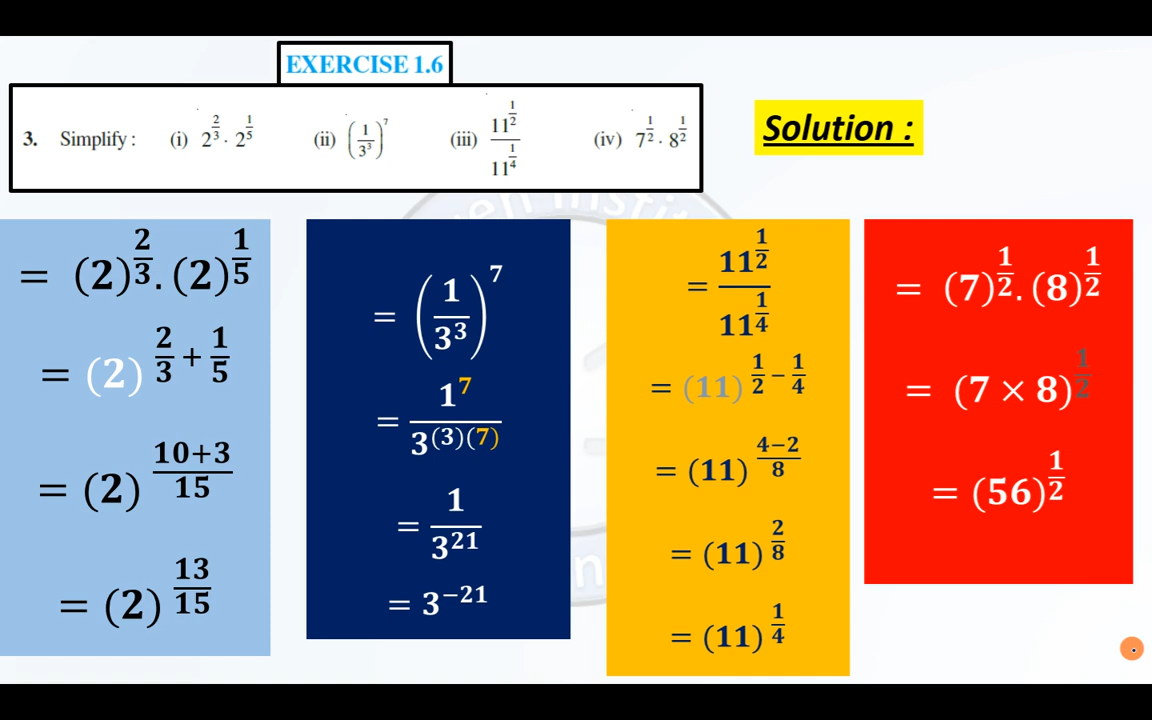 EXERCISE 1.6
3. Simplify : (i) 2^(2/3) . 2^(1/5) (ii) (1/3^3)^7 (iii) 11^(1/2)/11^(1/4) (iv) 7^(1/2) . 8^(1/2)
Solution :
= (2)^(2/3) . (2)^(1/5)
= (2)^(2/3 + 1/5)
= (2)^((10+3)/15)
= (2)^(13/15)
= (1/3^3)^7
= 1^7/3^((3)(7))
= 1/3^21
= 3^(−21)
= 11^(1/2)/11^(1/4)
= (11)^(1/2 − 1/4)
= (11)^((4−2)/8)
= (11)^(2/8)
= (11)^(1/4)
= (7)^(1/2) . (8)^(1/2)
= (7 × 8)^(1/2)
= (56)^(1/2)